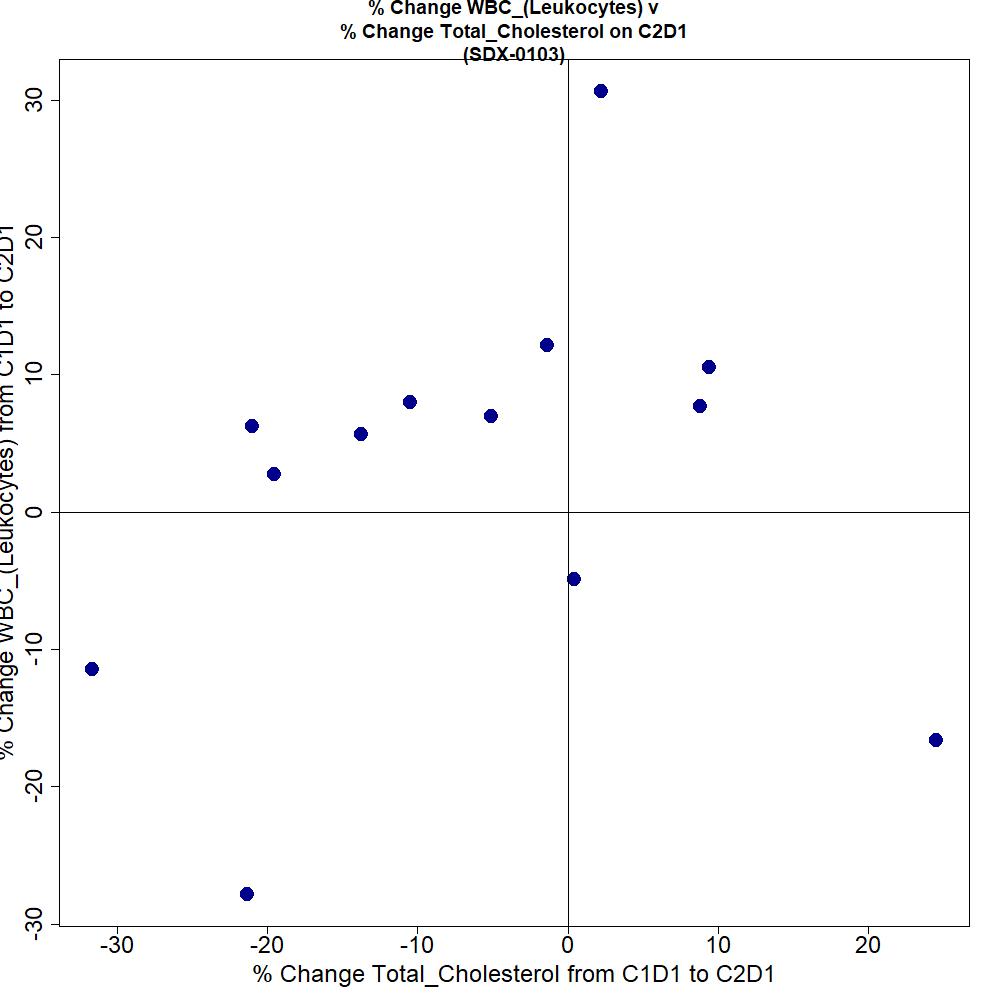 % Change WBC_(Leukocytes) v
% Change Total_Cholesterol on C2D1
(SDX-0103)
% Change WBC_(Leukocytes) from C1D1 to C2D1
30
20
10
0
-10
-20
-30
-30
-20
-10
0
10
20
% Change Total_Cholesterol from C1D1 to C2D1